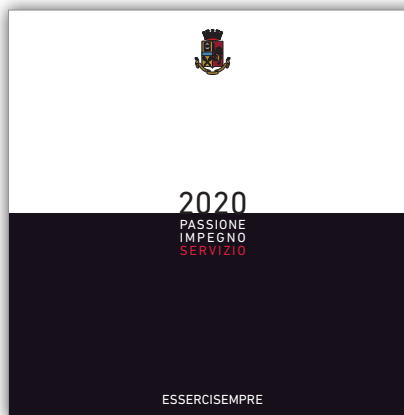 2020
PASSIONE
IMPEGNO
SERVIZIO
ESSERCISEMPRE